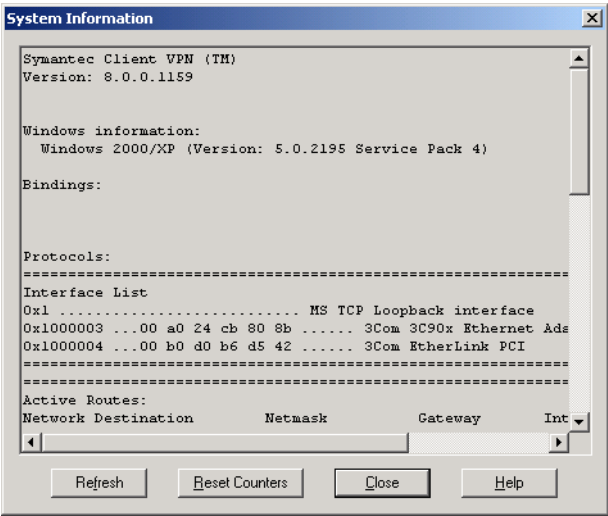 System Information
Symantec Client VPN (TM)
Version: 8.0.0.1159
Windows information:
Windows 2000/XP (Version: 5.0.2195 Service Pack 4)
Bindings:
Protocols:
===========================================================
Interface List
0x1 ........................... MS TCP Loopback interface
0x1000003 ...00 a0 24 cb 80 8b ...... 3Com 3C90x Ethernet Ada
0x1000004 ...00 b0 d0 b6 d5 42 ...... 3Com EtherLink PCI
===========================================================
===========================================================
Active Routes:
Network Destination Netmask Gateway Int
Refresh Reset Counters Close Help